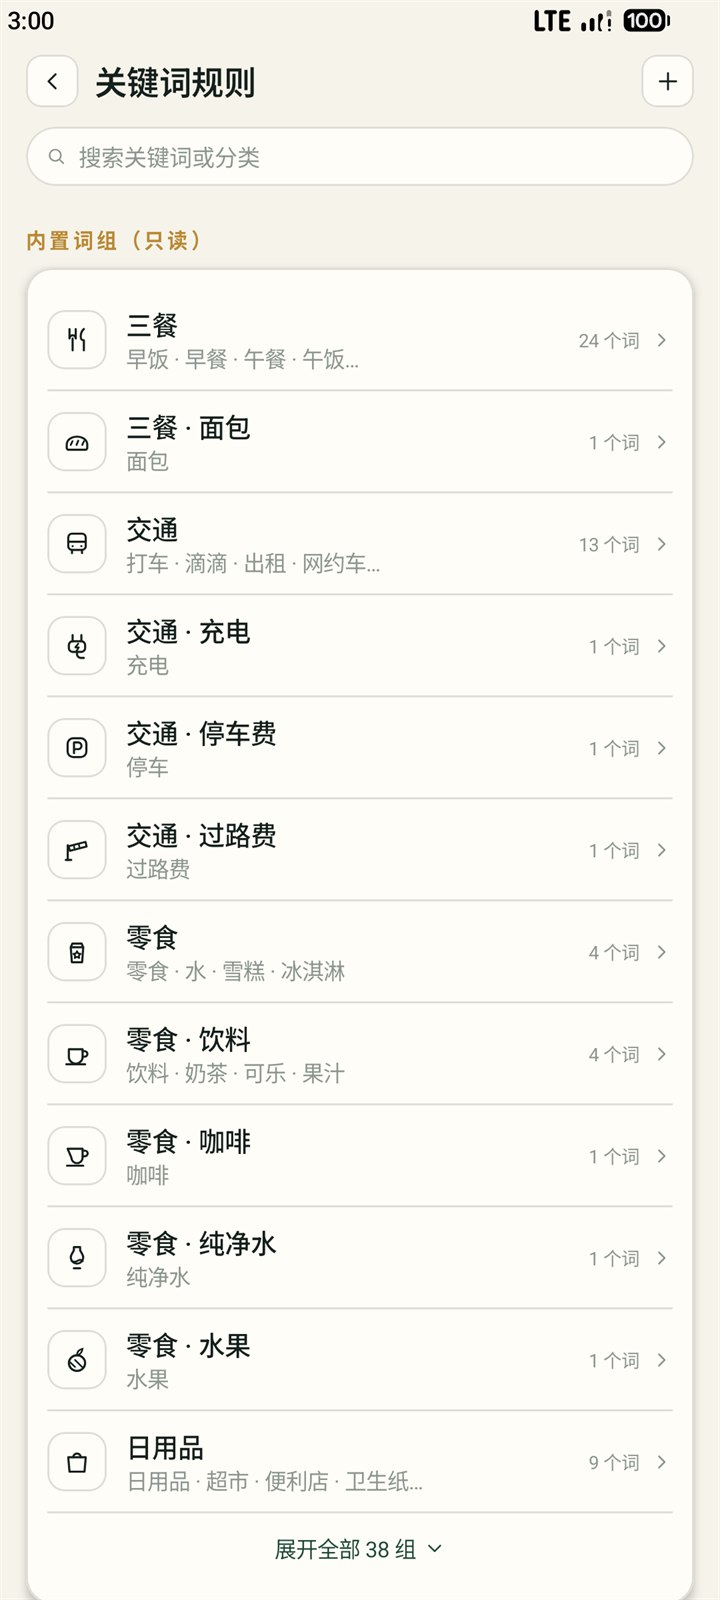 3:00
LTE
100
关键词规则
搜索关键词或分类
内置词组（只读）
三餐
早饭 · 早餐 · 午餐 · 午饭...
24 个词
三餐 · 面包
面包
1 个词
交通
打车 · 滴滴 · 出租 · 网约车...
13 个词
交通 · 充电
充电
1 个词
交通 · 停车费
停车
1 个词
交通 · 过路费
过路费
1 个词
零食
零食 · 水 · 雪糕 · 冰淇淋
4 个词
零食 · 饮料
饮料 · 奶茶 · 可乐 · 果汁
4 个词
零食 · 咖啡
咖啡
1 个词
零食 · 纯净水
纯净水
1 个词
零食 · 水果
水果
1 个词
日用品
日用品 · 超市 · 便利店 · 卫生纸...
9 个词
展开全部 38 组